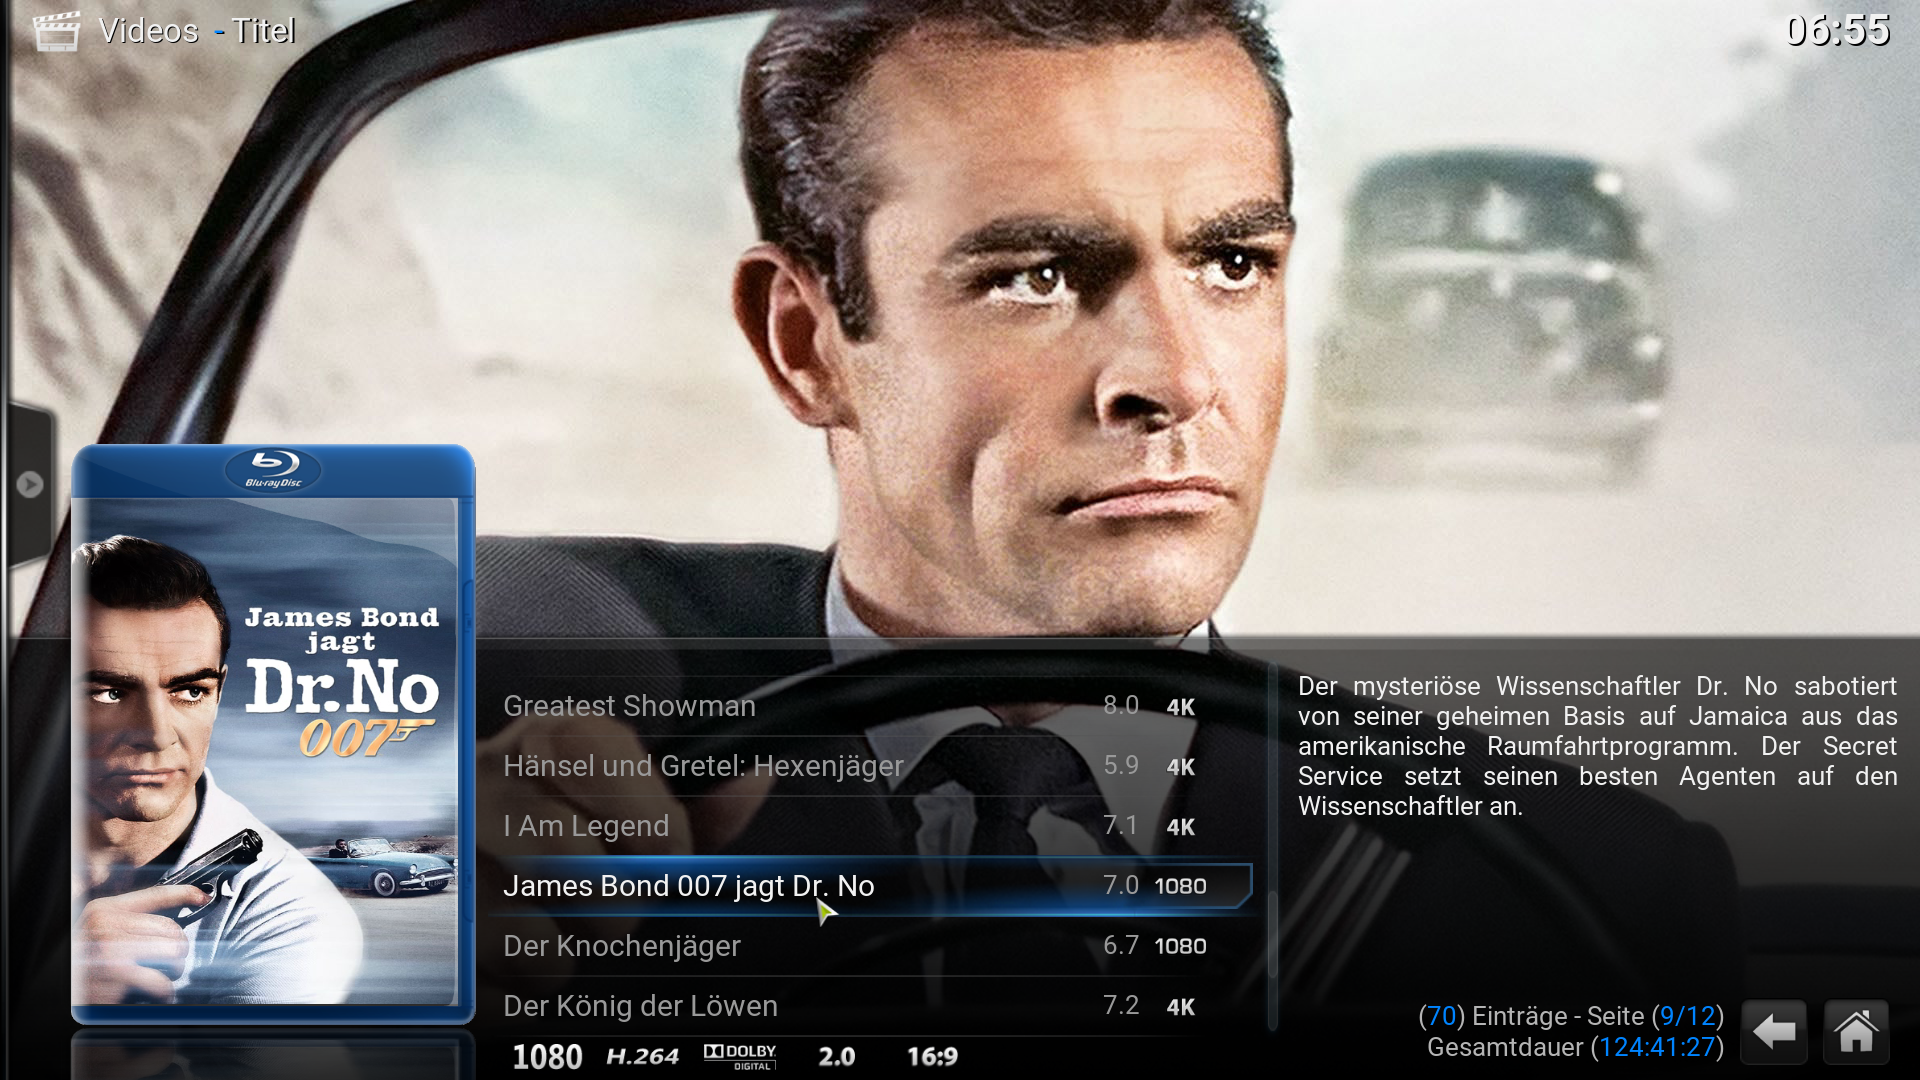 Videos - Titel
06:55
Blu-ray Disc
James Bond
jagt
Dr. No
007
Greatest Showman 8.0 4K
Hänsel und Gretel: Hexenjäger 5.9 4K
I Am Legend 7.1 4K
James Bond 007 jagt Dr. No 7.0 1080
Der Knochenjäger 6.7 1080
Der König der Löwen 7.2 4K
1080 H.264 DOLBY DIGITAL 2.0 16:9
Der mysteriöse Wissenschaftler Dr. No sabotiert
von seiner geheimen Basis auf Jamaica aus das
amerikanische Raumfahrtprogramm. Der Secret
Service setzt seinen besten Agenten auf den
Wissenschaftler an.
(70) Einträge - Seite (9/12)
Gesamtdauer (124:41:27)